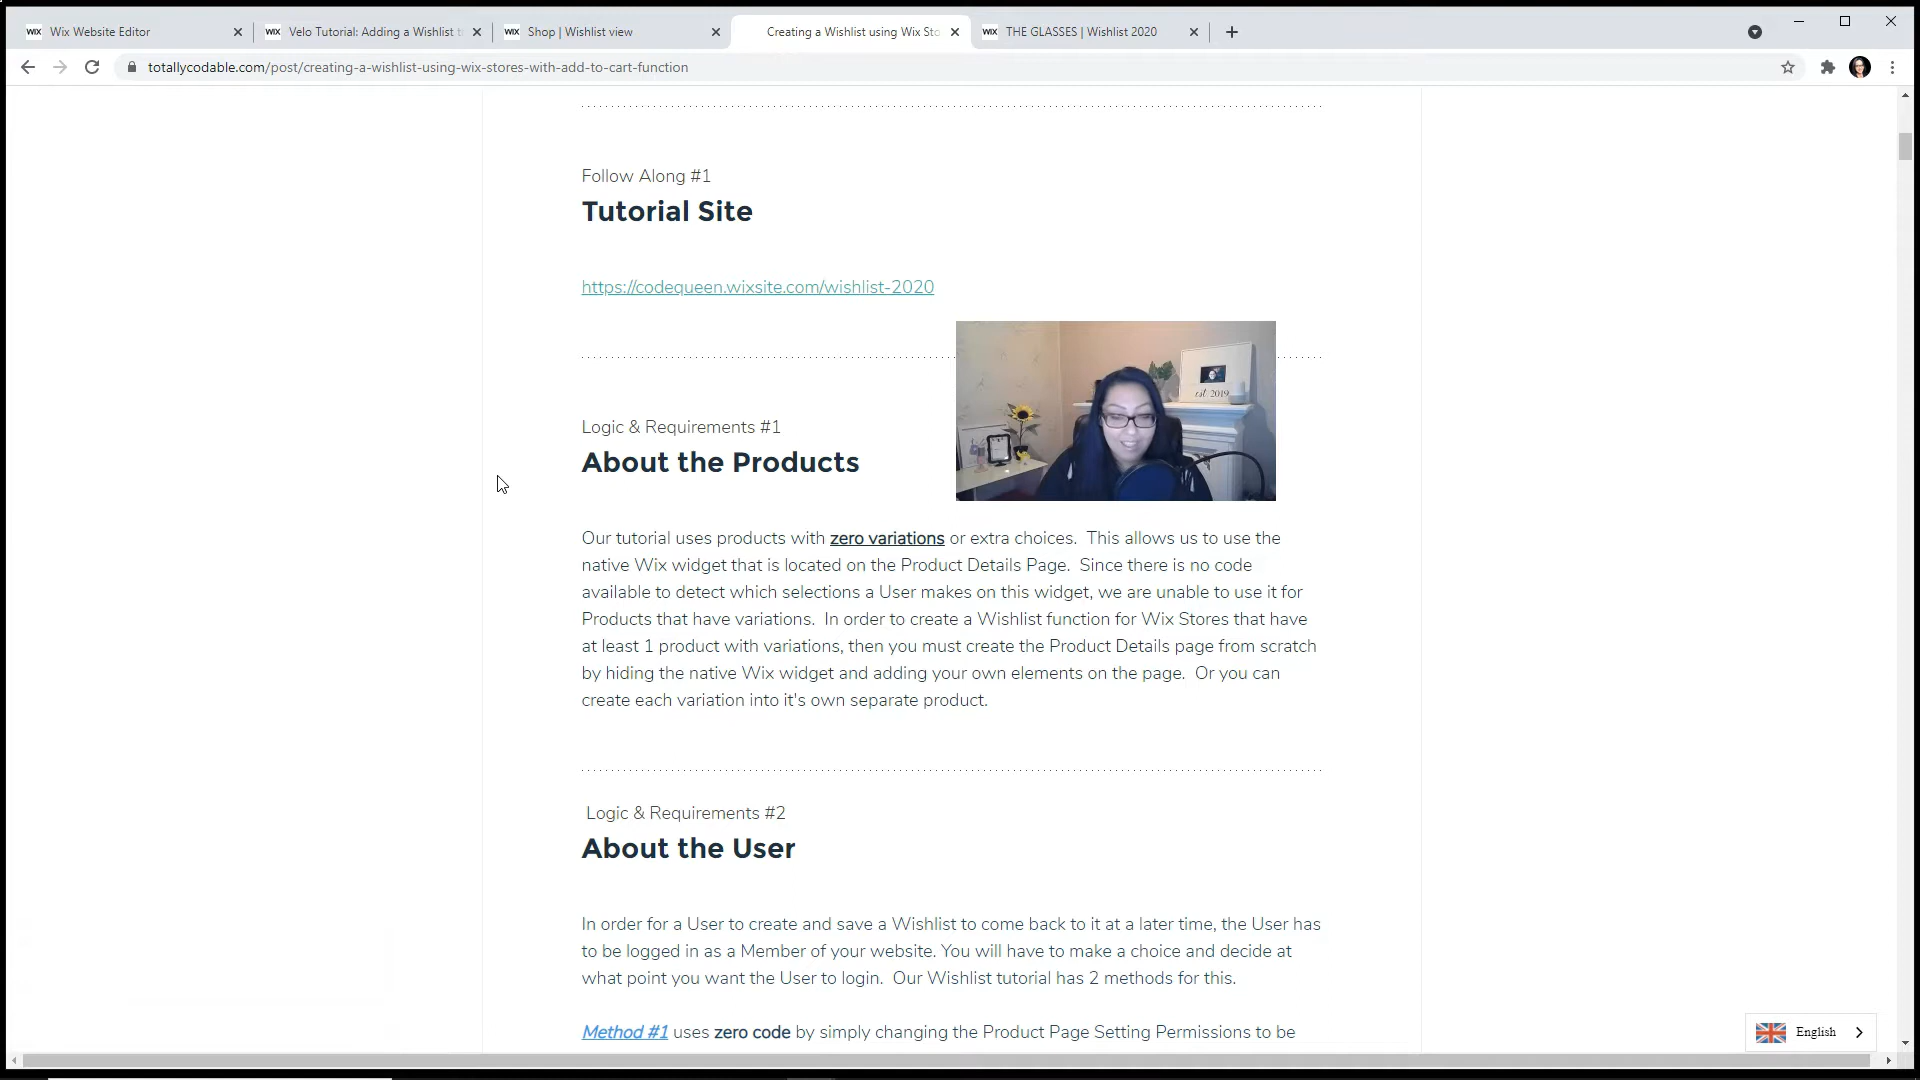 WIX Wix Website Editor
WIX Velo Tutorial: Adding a Wishlist
WIX Shop | Wishlist view
Creating a Wishlist using Wix Sto
WIX THE GLASSES | Wishlist 2020
totallycodable.com/post/creating-a-wishlist-using-wix-stores-with-add-to-cart-function
Follow Along #1
Tutorial Site
https://codequeen.wixsite.com/wishlist-2020
est. 2019
Logic & Requirements #1
About the Products
Our tutorial uses products with zero variations or extra choices. This allows us to use the
native Wix widget that is located on the Product Details Page. Since there is no code
available to detect which selections a User makes on this widget, we are unable to use it for
Products that have variations. In order to create a Wishlist function for Wix Stores that have
at least 1 product with variations, then you must create the Product Details page from scratch
by hiding the native Wix widget and adding your own elements on the page. Or you can
create each variation into it's own separate product.
Logic & Requirements #2
About the User
In order for a User to create and save a Wishlist to come back to it at a later time, the User has
to be logged in as a Member of your website. You will have to make a choice and decide at
what point you want the User to login. Our Wishlist tutorial has 2 methods for this.
Method #1 uses zero code by simply changing the Product Page Setting Permissions to be
English